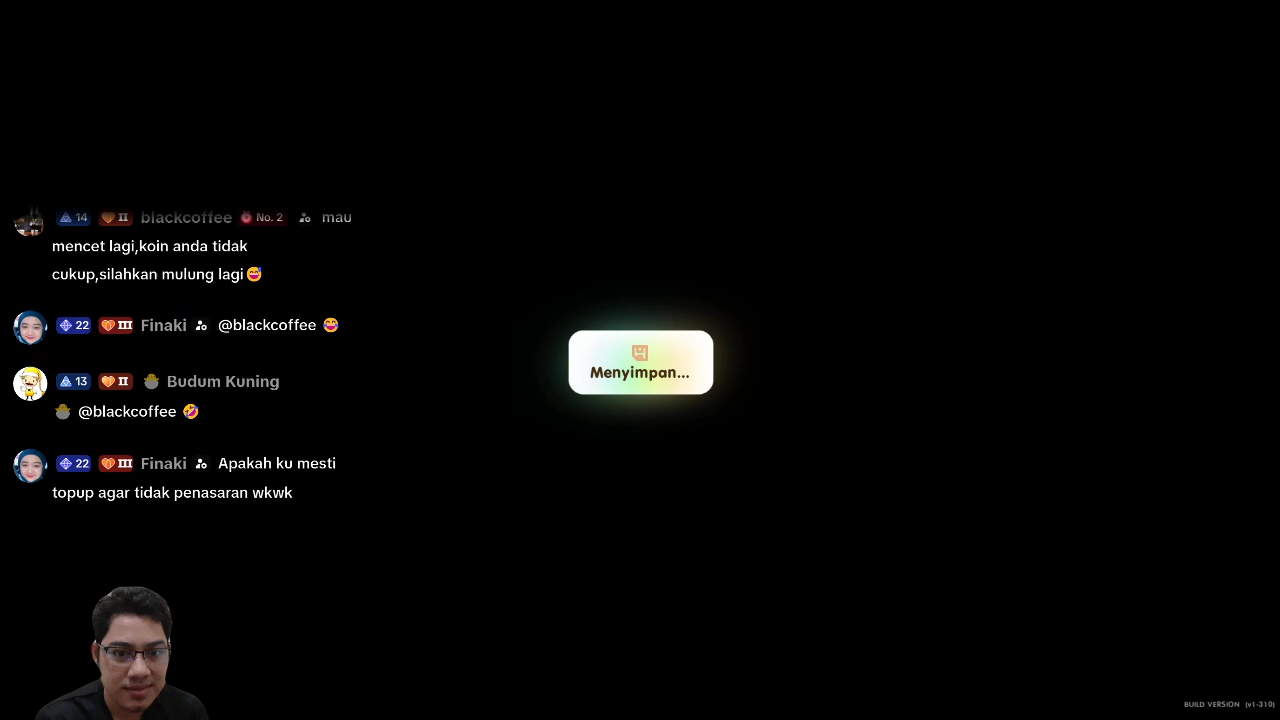 14 II blackcoffee No. 2 mau
mencet lagi,koin anda tidak
cukup,silahkan mulung lagi😅
22 III Finaki @blackcoffee 😂
13 II Budum Kuning
@blackcoffee 🤣
22 III Finaki Apakah ku mesti
topup agar tidak penasaran wkwk
Menyimpan...
BUILD VERSION (v1-310)